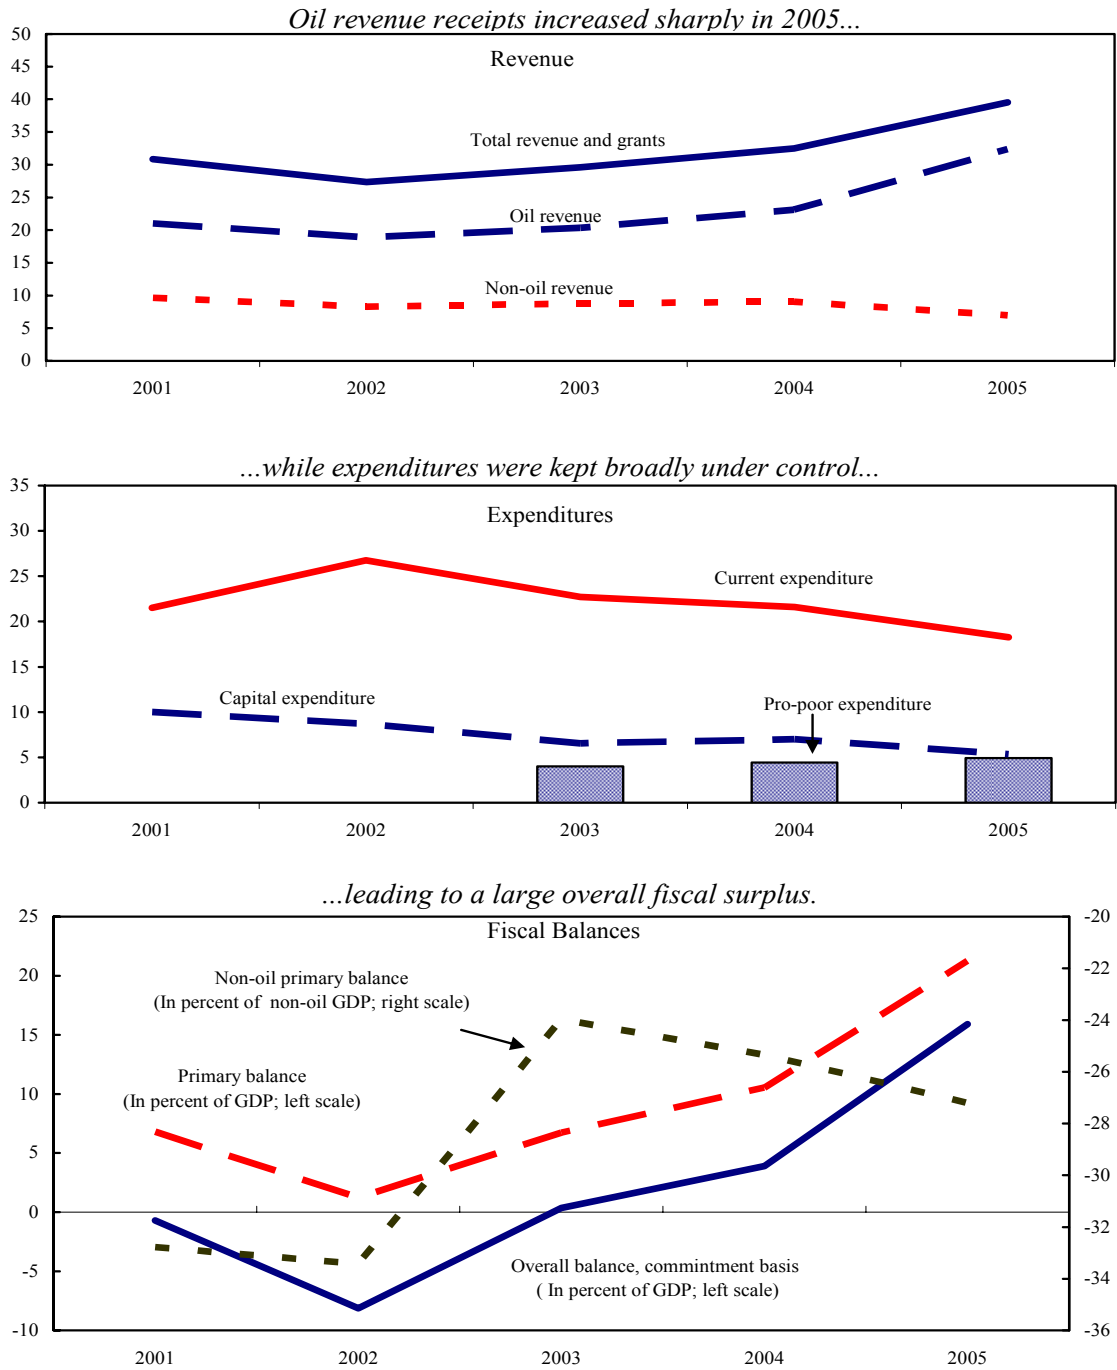 Oil revenue receipts increased sharply in 2005...
50
45
40
35
30
25
20
15
10
5
0
Revenue
Total revenue and grants
Oil revenue
Non-oil revenue
2001 2002 2003 2004 2005
...while expenditures were kept broadly under control...
35
30
25
20
15
10
5
0
Expenditures
Current expenditure
Capital expenditure
Pro-poor expenditure
2001 2002 2003 2004 2005
...leading to a large overall fiscal surplus.
25
20
15
10
5
0
-5
-10
Fiscal Balances
Non-oil primary balance
(In percent of non-oil GDP; right scale)
Primary balance
(In percent of GDP; left scale)
Overall balance, commintment basis
( In percent of GDP; left scale)
-20
-22
-24
-26
-28
-30
-32
-34
-36
2001 2002 2003 2004 2005